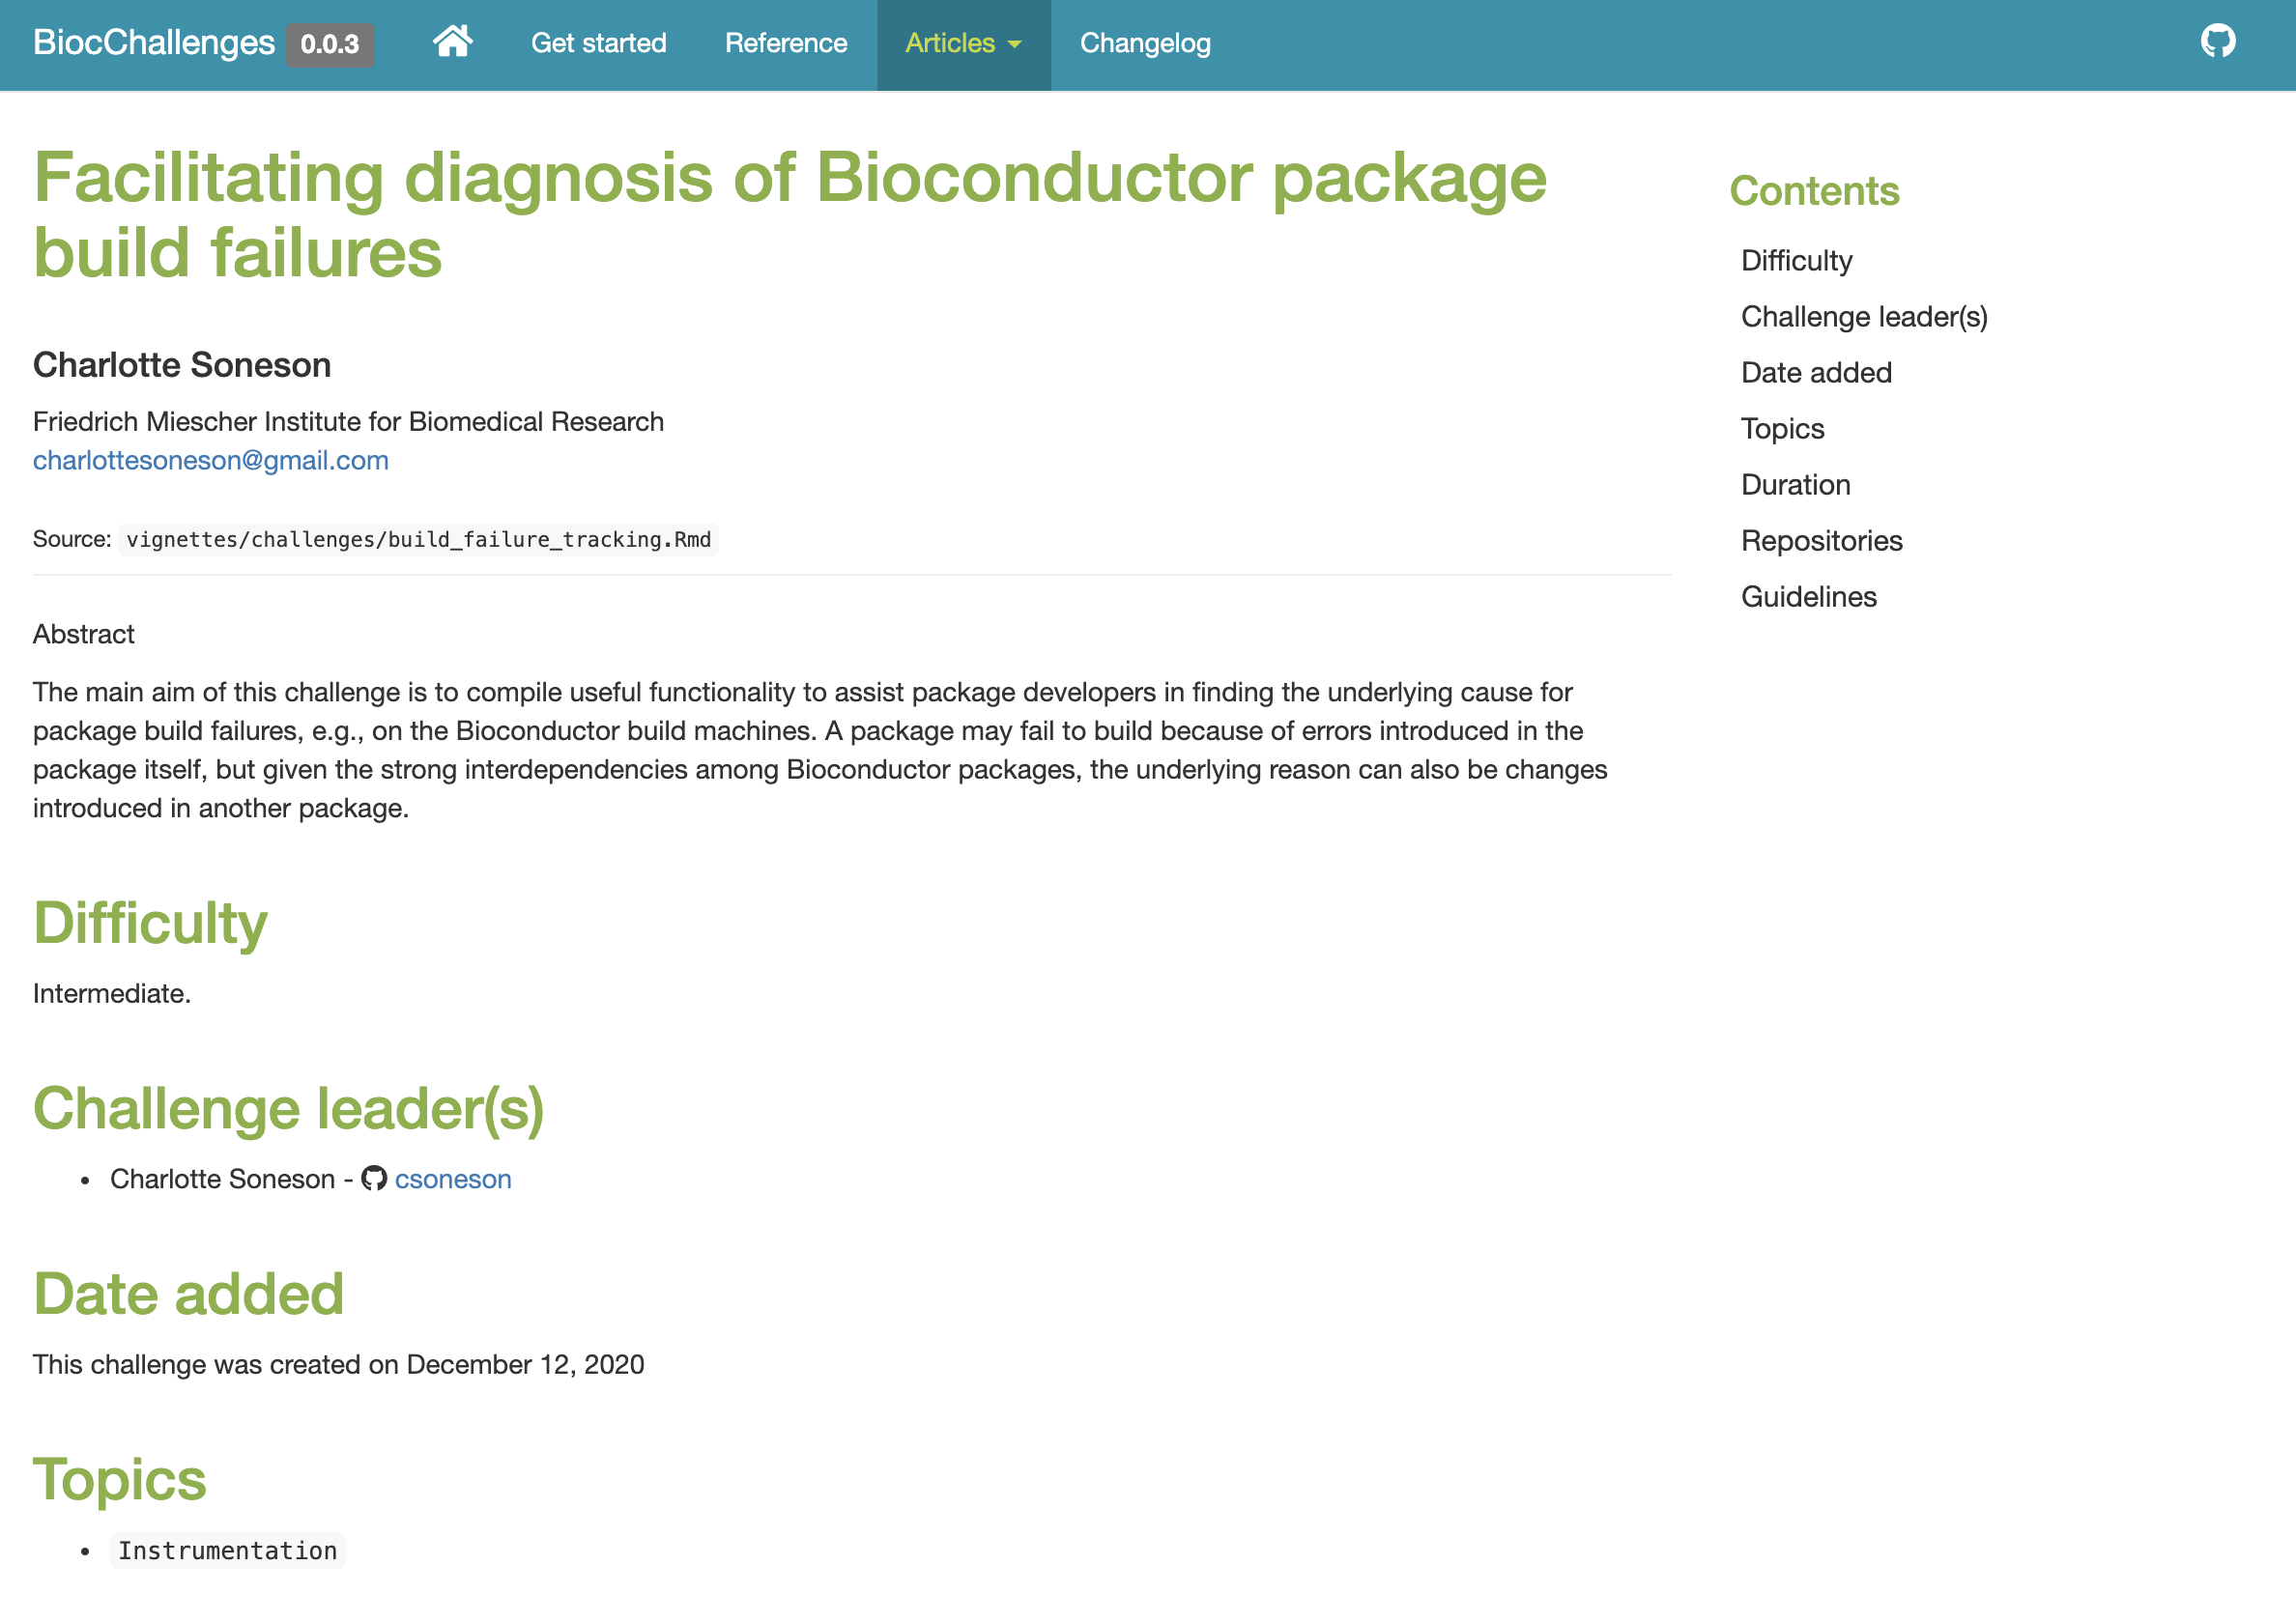 BiocChallenges 0.0.3 Get started Reference Articles Changelog
Facilitating diagnosis of Bioconductor package
build failures
Charlotte Soneson
Friedrich Miescher Institute for Biomedical Research
charlottesoneson@gmail.com
Source: vignettes/challenges/build_failure_tracking.Rmd
Abstract
The main aim of this challenge is to compile useful functionality to assist package developers in finding the underlying cause for
package build failures, e.g., on the Bioconductor build machines. A package may fail to build because of errors introduced in the
package itself, but given the strong interdependencies among Bioconductor packages, the underlying reason can also be changes
introduced in another package.
Difficulty
Intermediate.
Challenge leader(s)
• Charlotte Soneson - csoneson
Date added
This challenge was created on December 12, 2020
Topics
• Instrumentation
Contents
Difficulty
Challenge leader(s)
Date added
Topics
Duration
Repositories
Guidelines